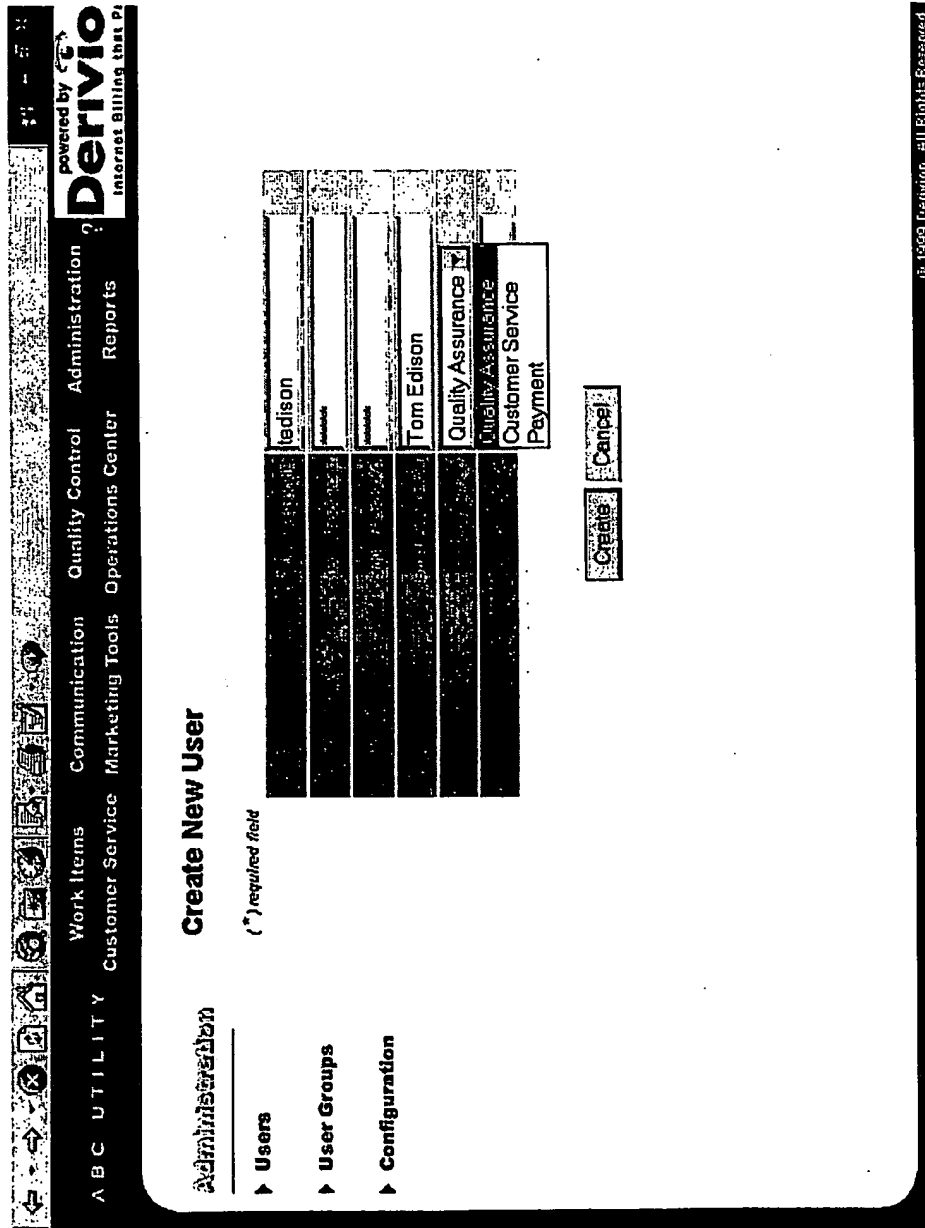 powered by
Derivio
Internet Billing that Pa
ABC UTILITY
Work Items Communication Quality Control Administration
?
Customer Service Marketing Tools Operations Center Reports
Administration
Users
User Groups
Configuration
Create New User
(*) required field
tedison
Tom Edison
Quality Assurance
Quality Assurance
Customer Service
Payment
Create Cancel
© 1999 All Rights Reserved